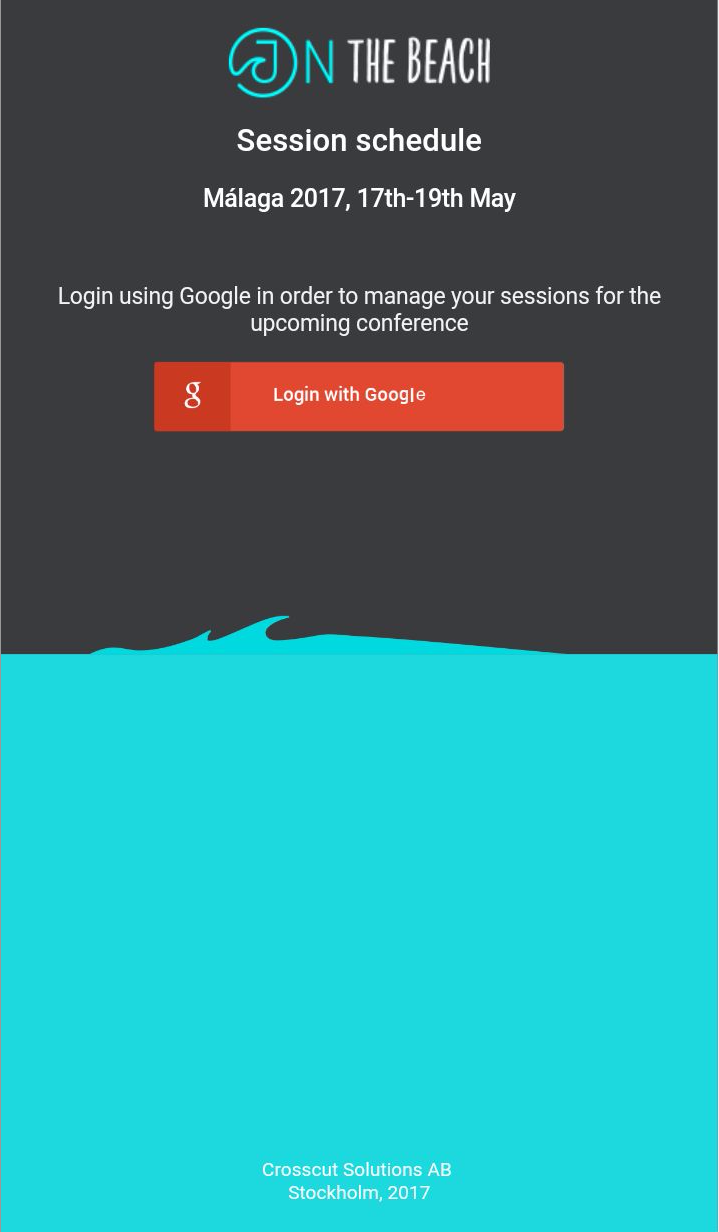 JON THE BEACH
Session schedule
Málaga 2017, 17th-19th May
Login using Google in order to manage your sessions for the
upcoming conference
g
Login with Google
Crosscut Solutions AB
Stockholm, 2017